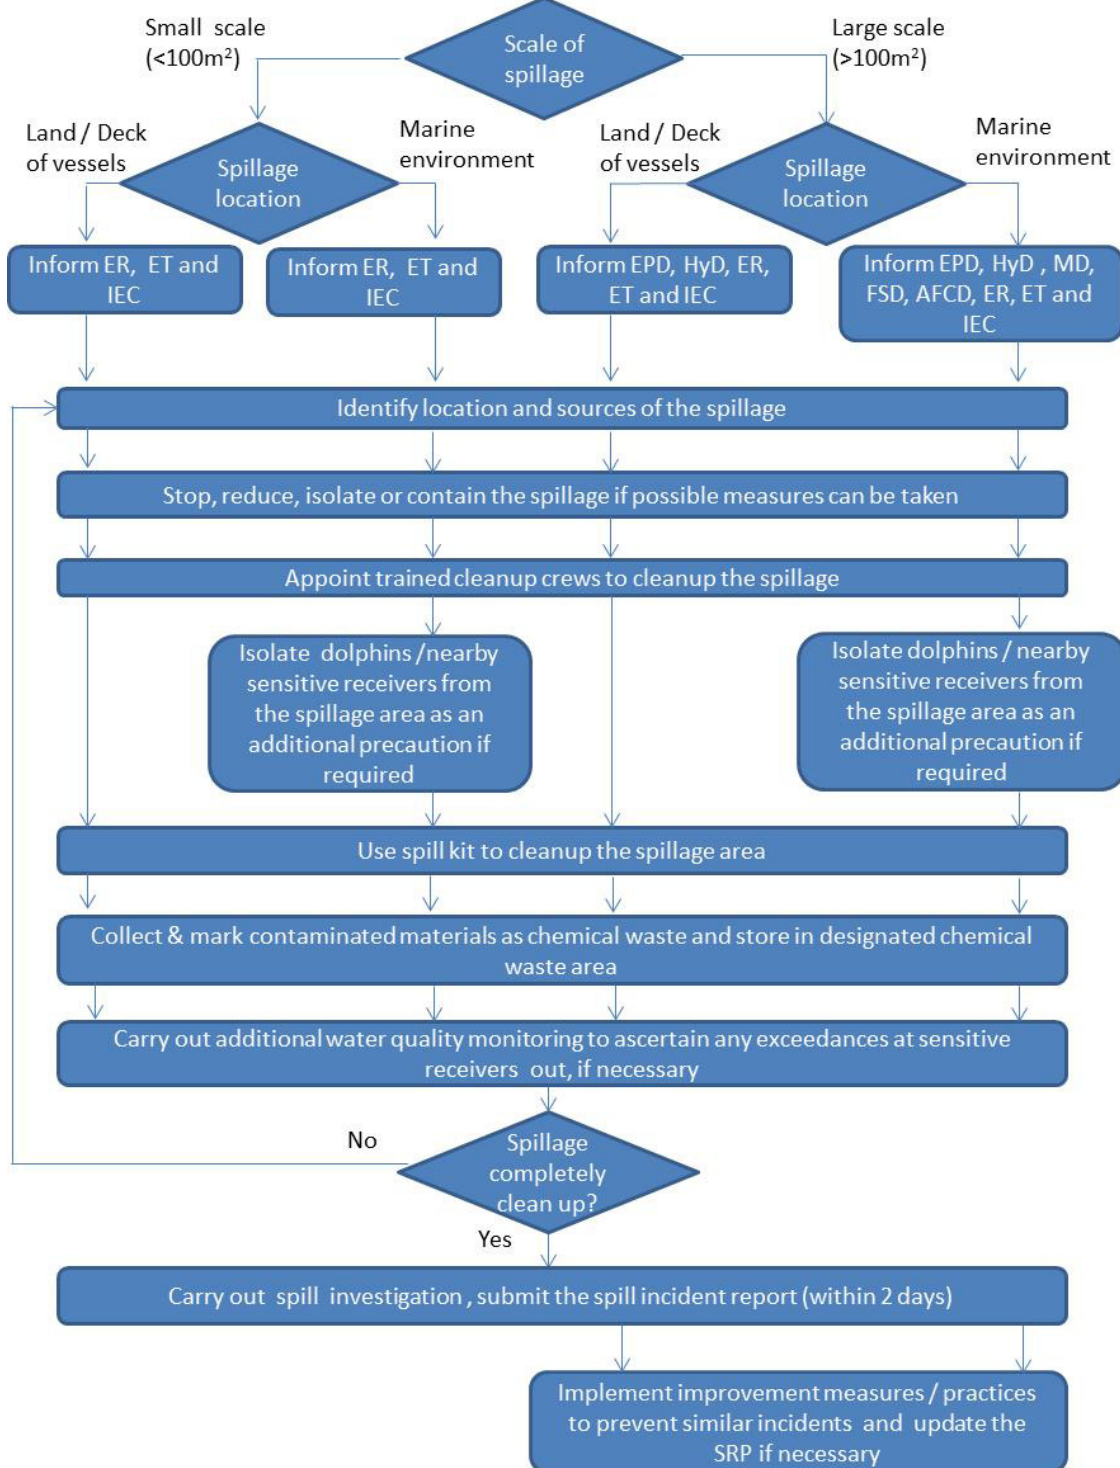 Small scale
(<100m²)
Scale of
spillage
Large scale
(>100m²)
Land / Deck
of vessels
Spillage
location
Marine
environment
Land / Deck
of vessels
Spillage
location
Marine
environment
Inform ER, ET and
IEC
Inform ER, ET and
IEC
Inform EPD, HyD, ER,
ET and IEC
Inform EPD, HyD , MD,
FSD, AFCD, ER, ET and
IEC
Identify location and sources of the spillage
Stop, reduce, isolate or contain the spillage if possible measures can be taken
Appoint trained cleanup crews to cleanup the spillage
Isolate dolphins /nearby
sensitive receivers from
the spillage area as an
additional precaution if
required
Isolate dolphins / nearby
sensitive receivers from
the spillage area as an
additional precaution if
required
Use spill kit to cleanup the spillage area
Collect & mark contaminated materials as chemical waste and store in designated chemical
waste area
Carry out additional water quality monitoring to ascertain any exceedances at sensitive
receivers out, if necessary
No
Spillage
completely
clean up?
Yes
Carry out spill investigation , submit the spill incident report (within 2 days)
Implement improvement measures / practices
to prevent similar incidents and update the
SRP if necessary